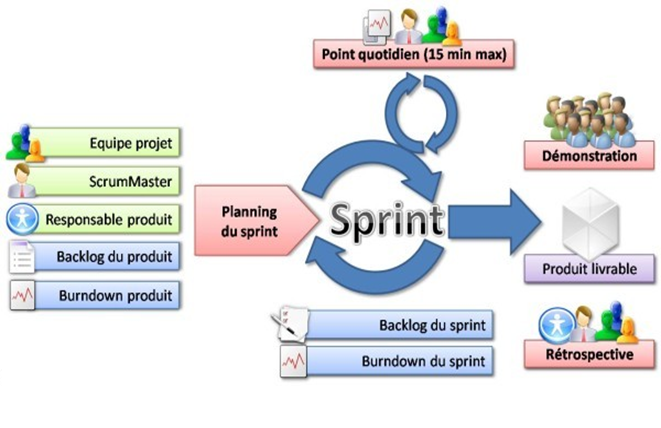 Point quotidien (15 min max)
Equipe projet
ScrumMaster
Responsable produit
Backlog du produit
Burndown produit
Planning
du sprint
Sprint
Démonstration
Produit livrable
Backlog du sprint
Burndown du sprint
Rétrospective